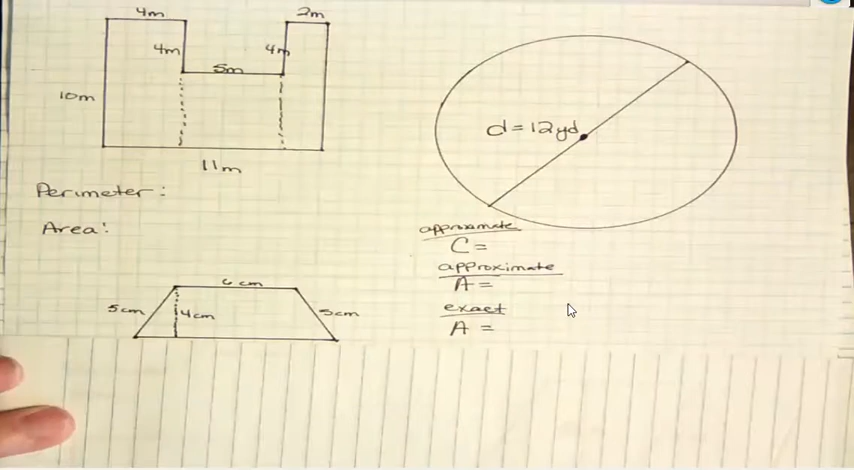 4m
2m
4m
4m
5m
10m
11m
Perimeter:
Area:
d=12yd
approximate
C=
approximate
A=
exact
A=
6cm
5cm
4cm
5cm